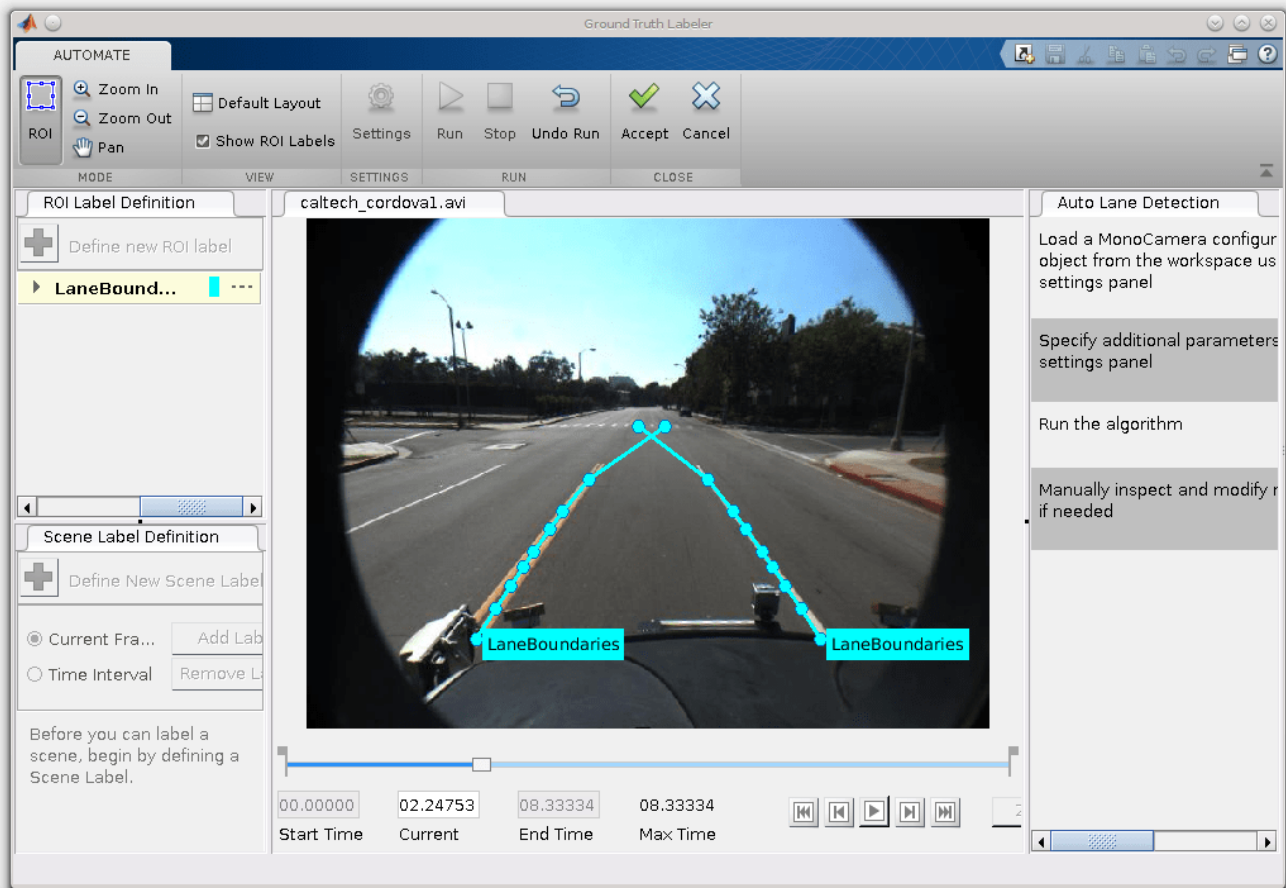 Ground Truth Labeler
AUTOMATE
ROI
Zoom In
Zoom Out
Pan
MODE
Default Layout
Show ROI Labels
VIEW
Settings
SETTINGS
Run
Stop
Undo Run
RUN
Accept
Cancel
CLOSE
ROI Label Definition
Define new ROI label
LaneBound...
Scene Label Definition
Define New Scene Label
Current Fra...
Add Lab
Time Interval
Remove La
Before you can label a
scene, begin by defining a
Scene Label.
caltech_cordova1.avi
LaneBoundaries
LaneBoundaries
00.00000
02.24753
08.33334
08.33334
Start Time
Current
End Time
Max Time
Auto Lane Detection
Load a MonoCamera configur
object from the workspace us
settings panel
Specify additional parameters
settings panel
Run the algorithm
Manually inspect and modify r
if needed